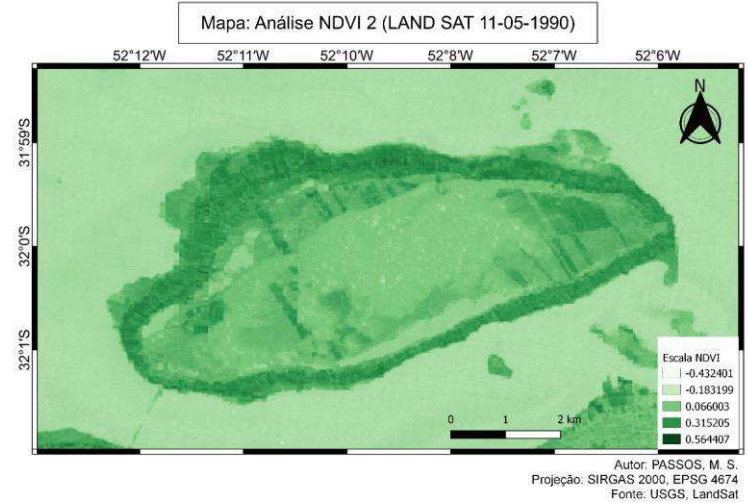 Mapa: Análise NDVI 2 (LAND SAT 11-05-1990)
52°12'W 52°11'W 52°10'W 52°8'W 52°7'W 52°6'W
N
31°59'S
32°0'S
32°1'S
Escala NDVI
-0.432401
-0.183199
0.066003
0.315205
0.564407
0 1 2 km
Autor: PASSOS, M. S.
Projeção: SIRGAS 2000, EPSG 4674
Fonte: USGS, LandSat